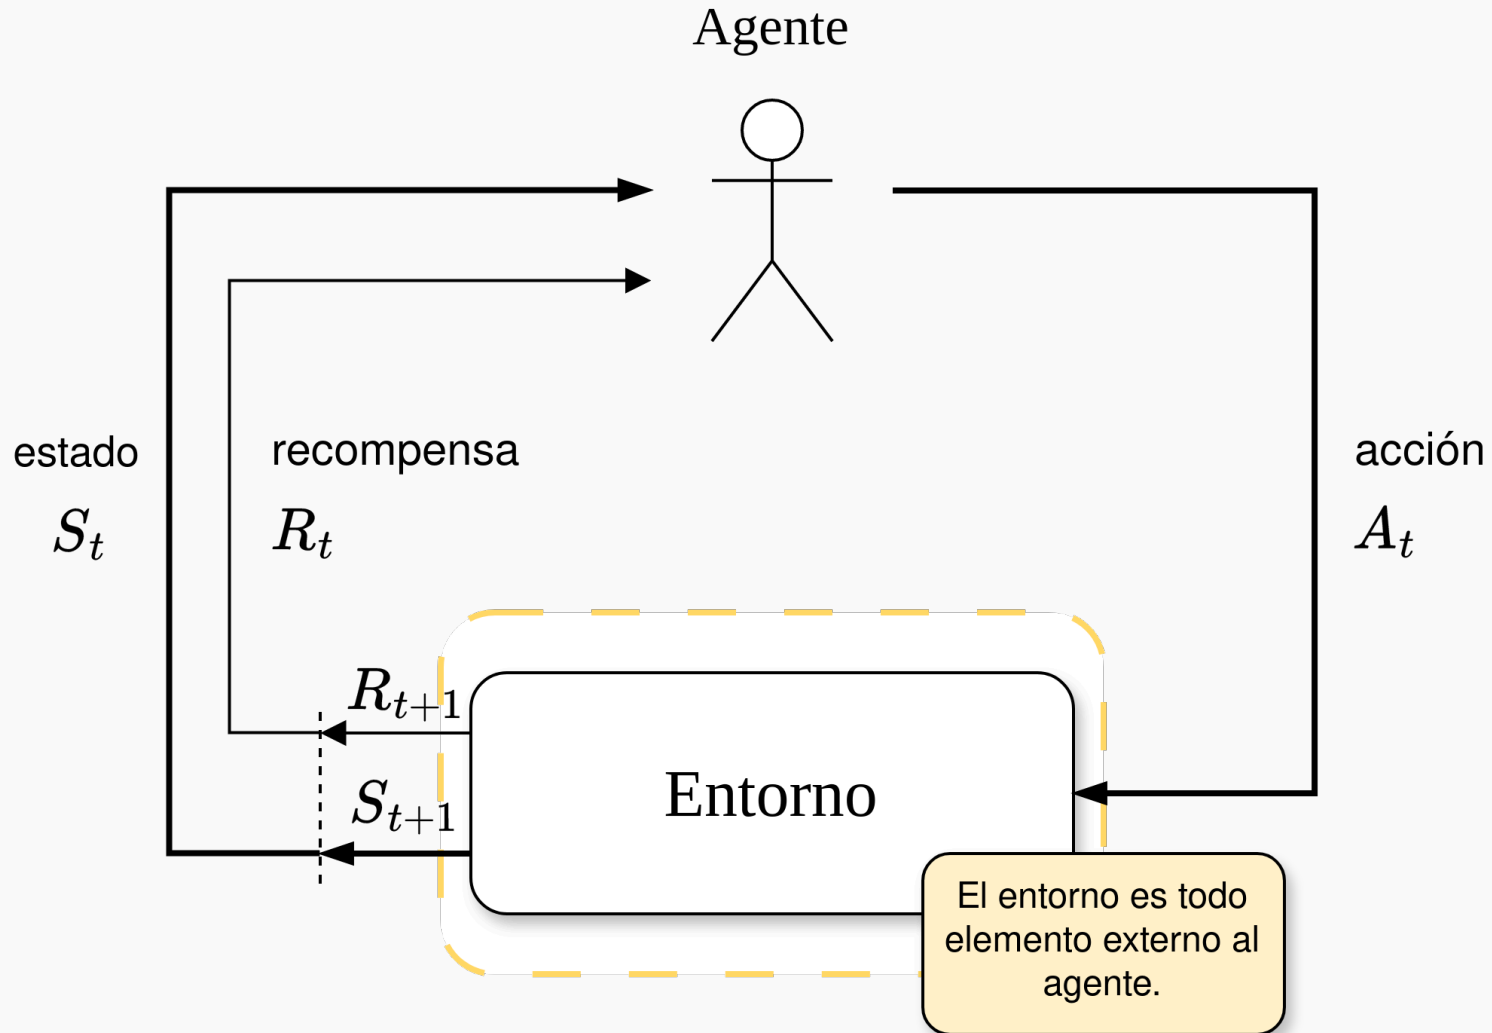 Agente
estado
recompensa
acción
S_t
R_t
A_t
R_{t+1}
S_{t+1}
Entorno
El entorno es todo
elemento externo al
agente.